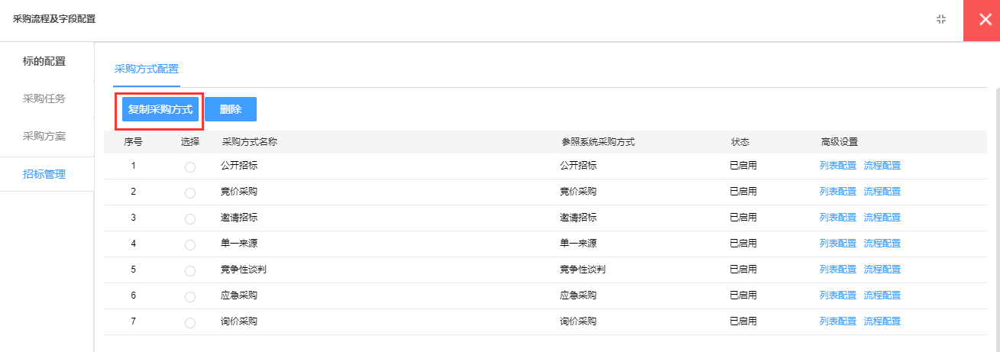 采购流程及字段配置
标的配置
采购任务
采购方案
招标管理
采购方式配置
复制采购方式 删除
序号 选择 采购方式名称 参照系统采购方式 状态 高级设置
1 公开招标 公开招标 已启用 列表配置 流程配置
2 竞价采购 竞价采购 已启用 列表配置 流程配置
3 邀请招标 邀请招标 已启用 列表配置 流程配置
4 单一来源 单一来源 已启用 列表配置 流程配置
5 竞争性谈判 竞争性谈判 已启用 列表配置 流程配置
6 应急采购 应急采购 已启用 列表配置 流程配置
7 询价采购 询价采购 已启用 列表配置 流程配置